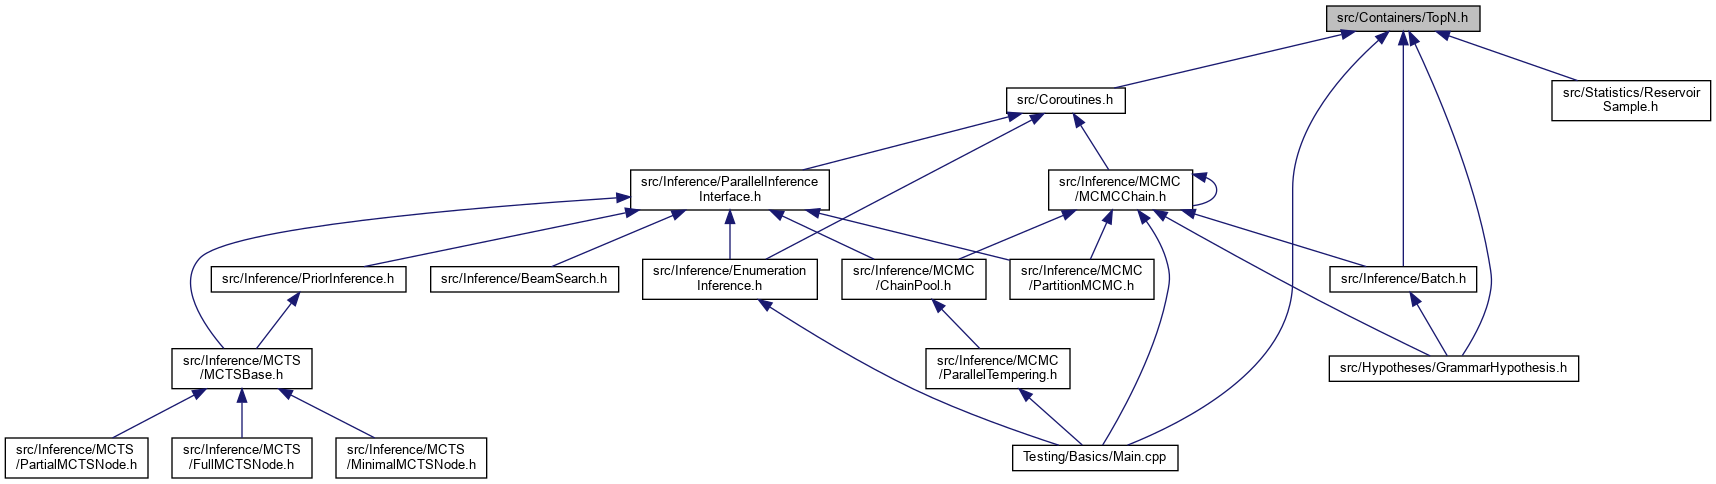 src/Containers/TopN.h
src/Coroutines.h
src/Statistics/Reservoir
Sample.h
src/Inference/ParallelInference
Interface.h
src/Inference/MCMC
/MCMCChain.h
src/Inference/PriorInference.h
src/Inference/BeamSearch.h
src/Inference/Enumeration
Inference.h
src/Inference/MCMC
/ChainPool.h
src/Inference/MCMC
/PartitionMCMC.h
src/Inference/Batch.h
src/Inference/MCTS
/MCTSBase.h
src/Inference/MCMC
/ParallelTempering.h
src/Hypotheses/GrammarHypothesis.h
src/Inference/MCTS
/PartialMCTSNode.h
src/Inference/MCTS
/FullMCTSNode.h
src/Inference/MCTS
/MinimalMCTSNode.h
Testing/Basics/Main.cpp